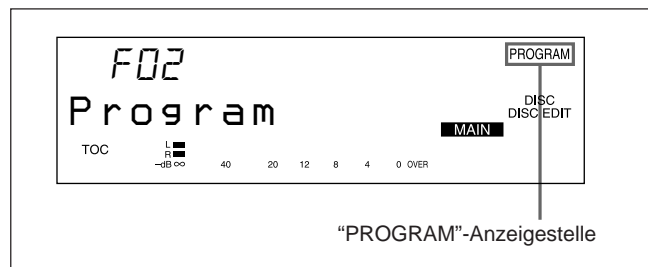 F02
PROGRAM
Program
DISC
DISC EDIT
MAIN
TOC
L
R
–dB ∞ 40 20 12 8 4 0 OVER
“PROGRAM”-Anzeigestelle